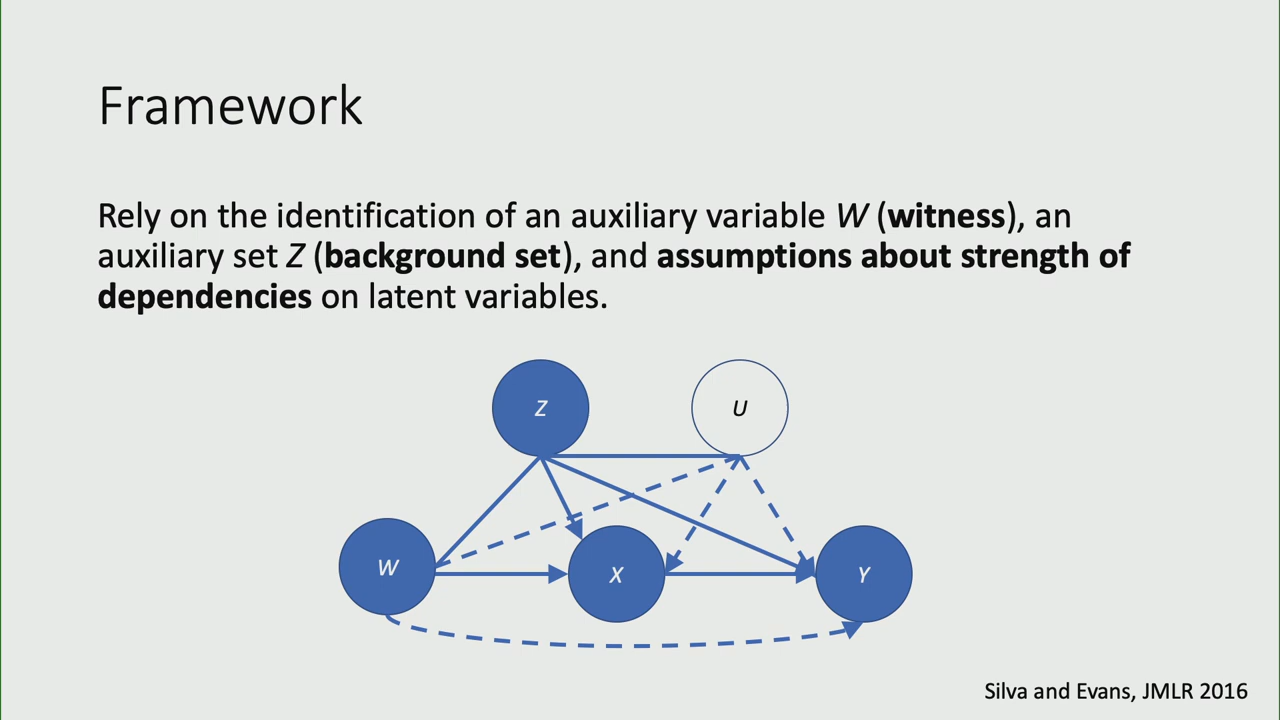 Framework
Rely on the identification of an auxiliary variable W (witness), an
auxiliary set Z (background set), and assumptions about strength of
dependencies on latent variables.
Z
U
W
X
Y
Silva and Evans, JMLR 2016